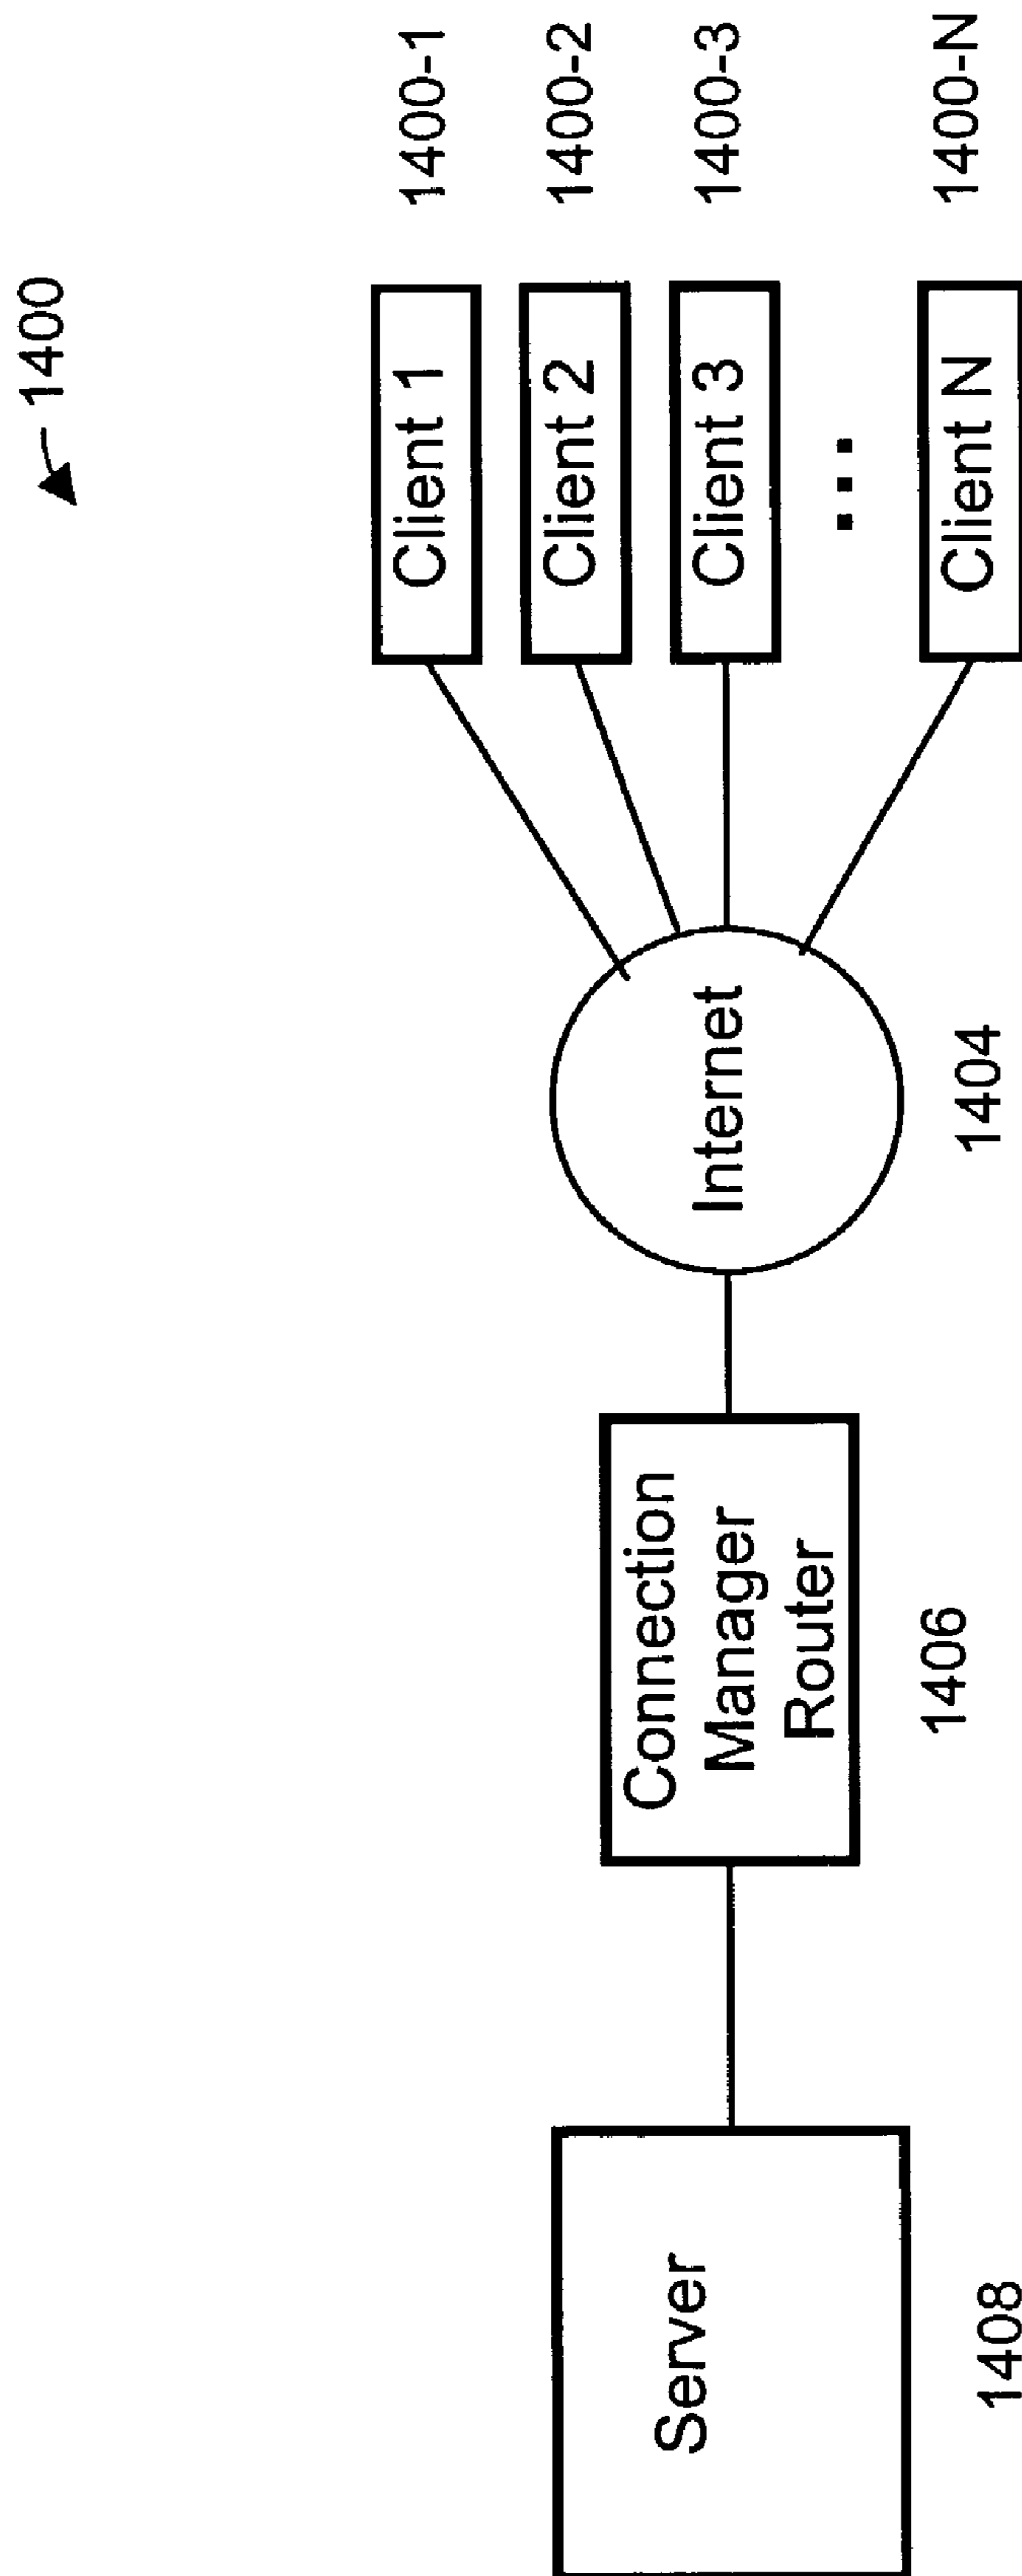 1400
Client 1
1400-1
Client 2
1400-2
Client 3
1400-3
...
Client N
1400-N
Internet
1404
Connection
Manager
Router
1406
Server
1408